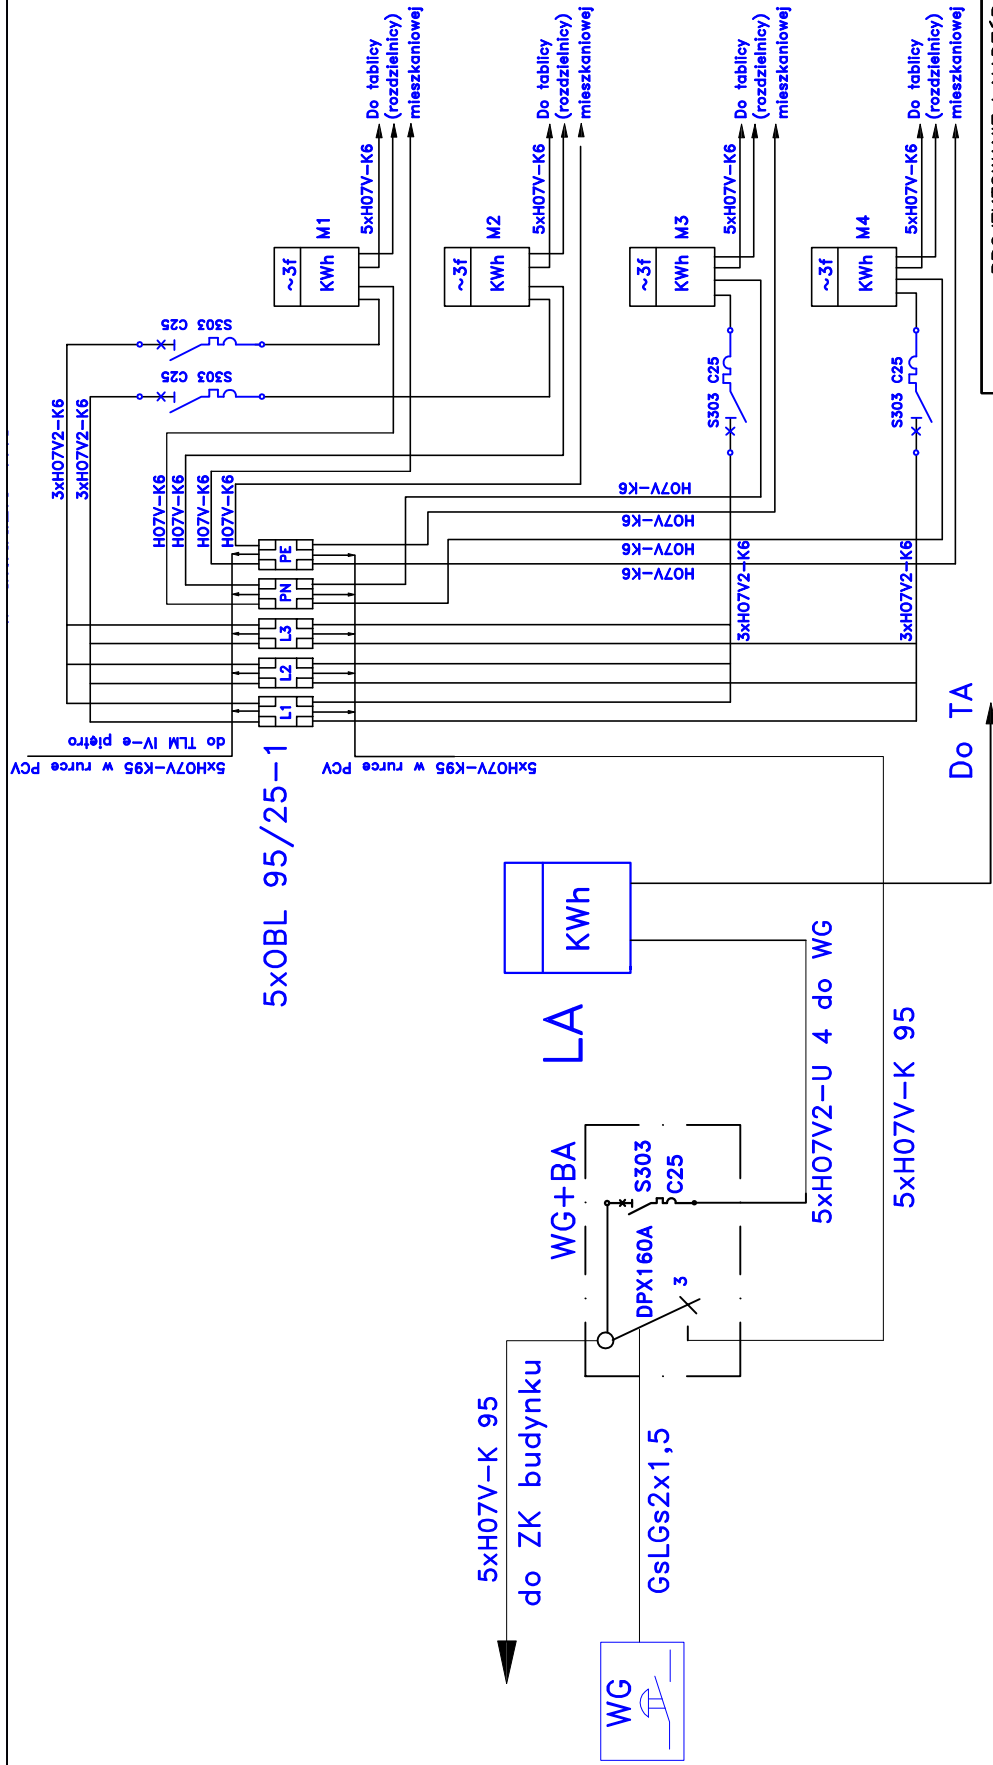 Do tablicy
(rozdzielnicy)
mieszkaniowej
Do tablicy
(rozdzielnicy)
mieszkaniowej
Do tablicy
(rozdzielnicy)
mieszkaniowej
Do tablicy
(rozdzielnicy)
mieszkaniowej
5xH07V-K6
5xH07V-K6
5xH07V-K6
5xH07V-K6
M1
M2
M3
M4
~3f
KWh
~3f
KWh
~3f
KWh
~3f
KWh
S303 C25
S303 C25
S303 C25
S303 C25
3xH07V2-K6
3xH07V2-K6
H07V-K6
H07V-K6
H07V-K6
H07V-K6
H07V-K6
H07V-K6
H07V-K6
H07V-K6
3xH07V2-K6
3xH07V2-K6
PE
PN
L3
L2
L1
do TLM IV-e piętro
5xH07V-K95 w rurce PCV
5xH07V-K95 w rurce PCV
5xOBL 95/25-1
Do TA
KWh
LA
5xH07V2-U 4 do WG
5xH07V-K 95
WG+BA
S303
C25
DPX160A
3
5xH07V-K 95
do ZK budynku
GsLGs2x1,5
WG